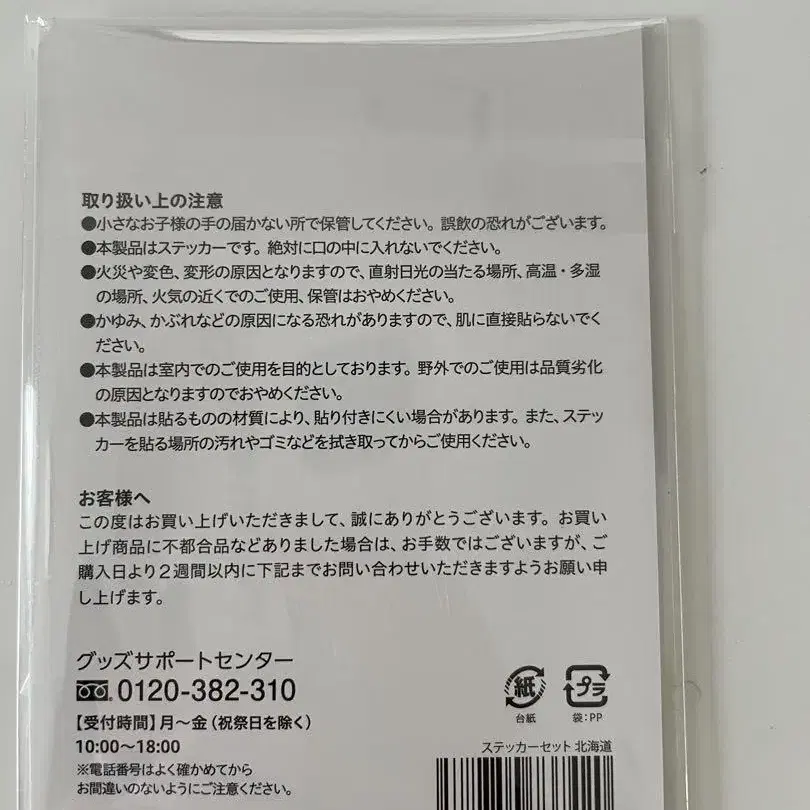 取り扱い上の注意
●小さなお子様の手の届かない所で保管してください。誤飲の恐れがございます。
●本製品はステッカーです。絶対に口の中に入れないでください。
●火災や変色、変形の原因となりますので、直射日光の当たる場所、高温・多湿
の場所、火気の近くでのご使用、保管はおやめください。
●かゆみ、かぶれなどの原因になる恐れがありますので、肌に直接貼らないでく
ださい。
●本製品は室内でのご使用を目的としております。野外でのご使用は品質劣化
の原因となりますのでおやめください。
●本製品は貼るものの材質により、貼り付きにくい場合があります。また、ステッ
カーを貼る場所の汚れやゴミなどを拭き取ってからご使用ください。
お客様へ
この度はお買い上げいただきまして、誠にありがとうございます。お買い
上げ商品に不都合品などありました場合は、お手数ではございますが、ご
購入日より2週間以内に下記までお問い合わせいただきますようお願い申
し上げます。
グッズサポートセンター
0120-382-310
【受付時間】月〜金（祝祭日を除く）
10:00〜18:00
※電話番号はよく確かめてから
お間違いのないようにご注意ください。
紙
台紙
プラ
袋：PP
ステッカーセット 北海道